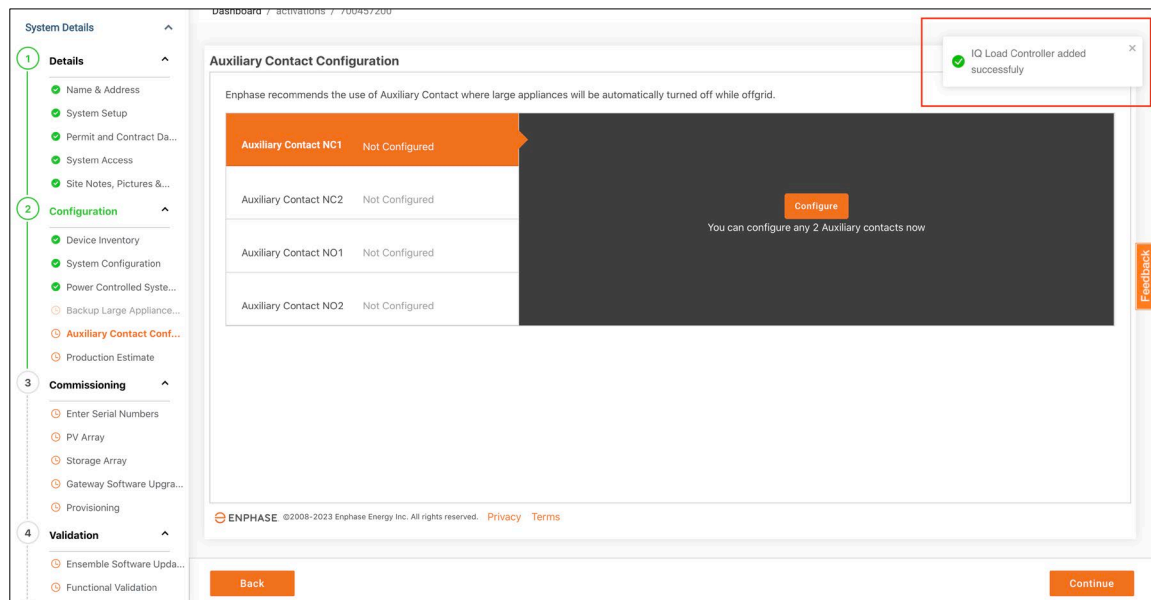 Dashboard / activations / 700457200
System Details
1
Details
Name & Address
System Setup
Permit and Contract Da...
System Access
Site Notes, Pictures &...
2
Configuration
Device Inventory
System Configuration
Power Controlled Syste...
Backup Large Appliance...
Auxiliary Contact Conf...
Production Estimate
3
Commissioning
Enter Serial Numbers
PV Array
Storage Array
Gateway Software Upgra...
Provisioning
4
Validation
Ensemble Software Upda...
Functional Validation
Auxiliary Contact Configuration
Enphase recommends the use of Auxiliary Contact where large appliances will be automatically turned off while offgrid.
Auxiliary Contact NC1 Not Configured
Auxiliary Contact NC2 Not Configured
Auxiliary Contact NO1 Not Configured
Auxiliary Contact NO2 Not Configured
Configure
You can configure any 2 Auxiliary contacts now
IQ Load Controller added
successfuly
Feedback
ENPHASE ©2008-2023 Enphase Energy Inc. All rights reserved. Privacy Terms
Back
Continue